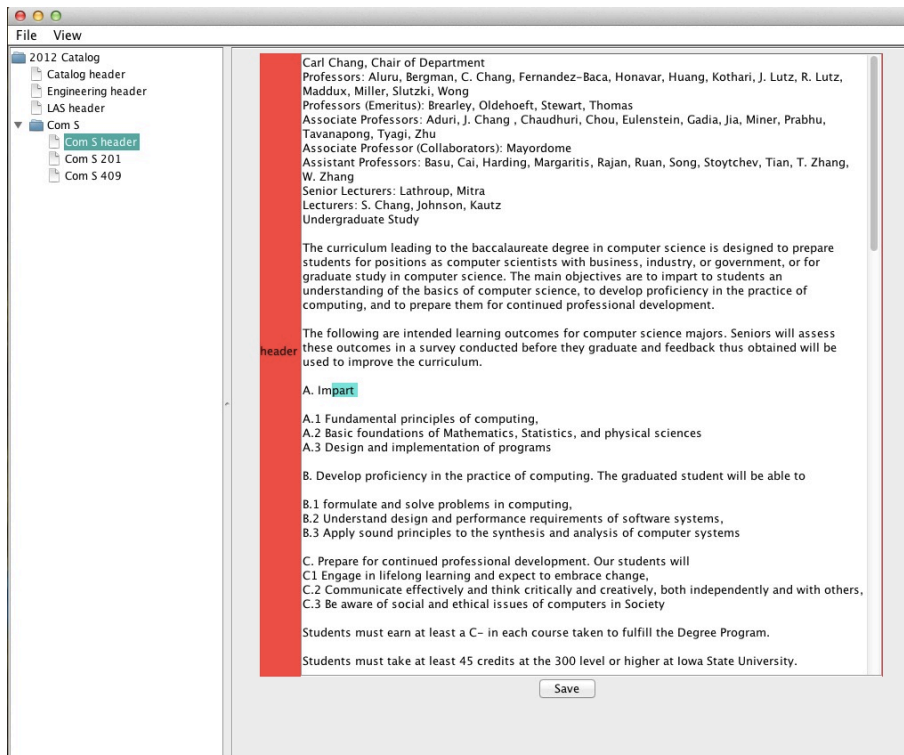 File View
2012 Catalog
Catalog header
Engineering header
LAS header
Com S
Com S header
Com S 201
Com S 409
header
Carl Chang, Chair of Department
Professors: Aluru, Bergman, C. Chang, Fernandez-Baca, Honavar, Huang, Kothari, J. Lutz, R. Lutz,
Maddux, Miller, Slutzki, Wong
Professors (Emeritus): Brearley, Oldehoeft, Stewart, Thomas
Associate Professors: Aduri, J. Chang , Chaudhuri, Chou, Eulenstein, Gadia, Jia, Miner, Prabhu,
Tavanapong, Tyagi, Zhu
Associate Professor (Collaborators): Mayordome
Assistant Professors: Basu, Cai, Harding, Margaritis, Rajan, Ruan, Song, Stoytchev, Tian, T. Zhang,
W. Zhang
Senior Lecturers: Lathroup, Mitra
Lecturers: S. Chang, Johnson, Kautz
Undergraduate Study
The curriculum leading to the baccalaureate degree in computer science is designed to prepare
students for positions as computer scientists with business, industry, or government, or for
graduate study in computer science. The main objectives are to impart to students an
understanding of the basics of computer science, to develop proficiency in the practice of
computing, and to prepare them for continued professional development.
The following are intended learning outcomes for computer science majors. Seniors will assess
these outcomes in a survey conducted before they graduate and feedback thus obtained will be
used to improve the curriculum.
A. Impart
A.1 Fundamental principles of computing,
A.2 Basic foundations of Mathematics, Statistics, and physical sciences
A.3 Design and implementation of programs
B. Develop proficiency in the practice of computing. The graduated student will be able to
B.1 formulate and solve problems in computing,
B.2 Understand design and performance requirements of software systems,
B.3 Apply sound principles to the synthesis and analysis of computer systems
C. Prepare for continued professional development. Our students will
C1 Engage in lifelong learning and expect to embrace change,
C.2 Communicate effectively and think critically and creatively, both independently and with others,
C.3 Be aware of social and ethical issues of computers in Society
Students must earn at least a C- in each course taken to fulfill the Degree Program.
Students must take at least 45 credits at the 300 level or higher at Iowa State University.
Save